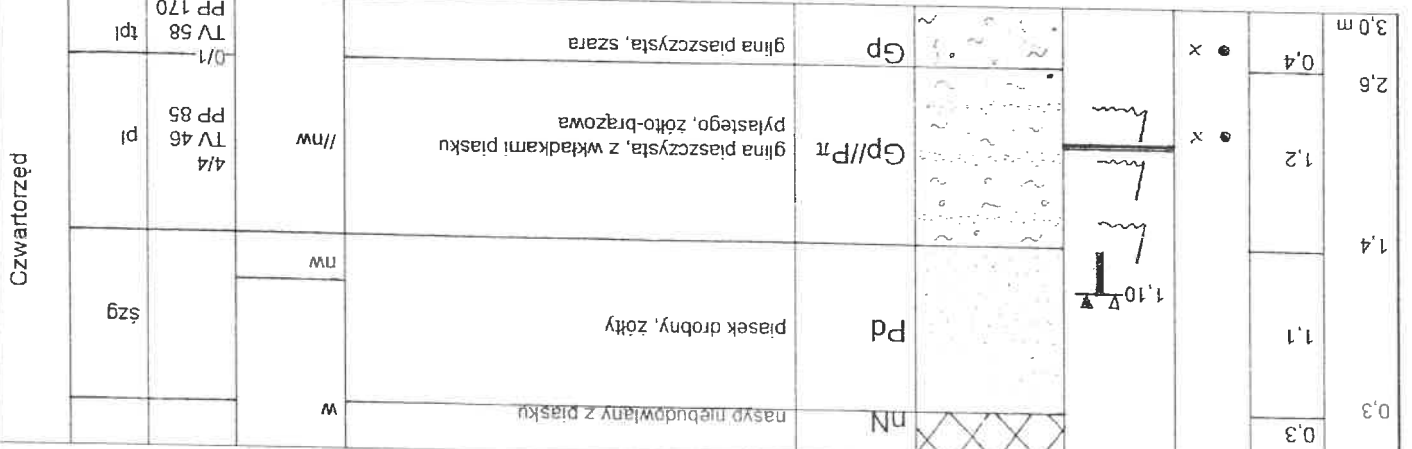 0,3
0,3
nN
nasyp niebudowlany z piasku
w
1,1
Pd
piasek drobny, żółty
śzg
1,10
nw
1,4
1,2
x
Gp//Pπ
glina piaszczysta, z wkładkami piasku
pylastego, żółto-brązowa
//nw
4/4
TV 46
PP 85
pl
2,6
0,4
x
Gp
glina piaszczysta, szara
0/1
TV 58
PP 170
tpl
3,0 m
Czwartorzęd